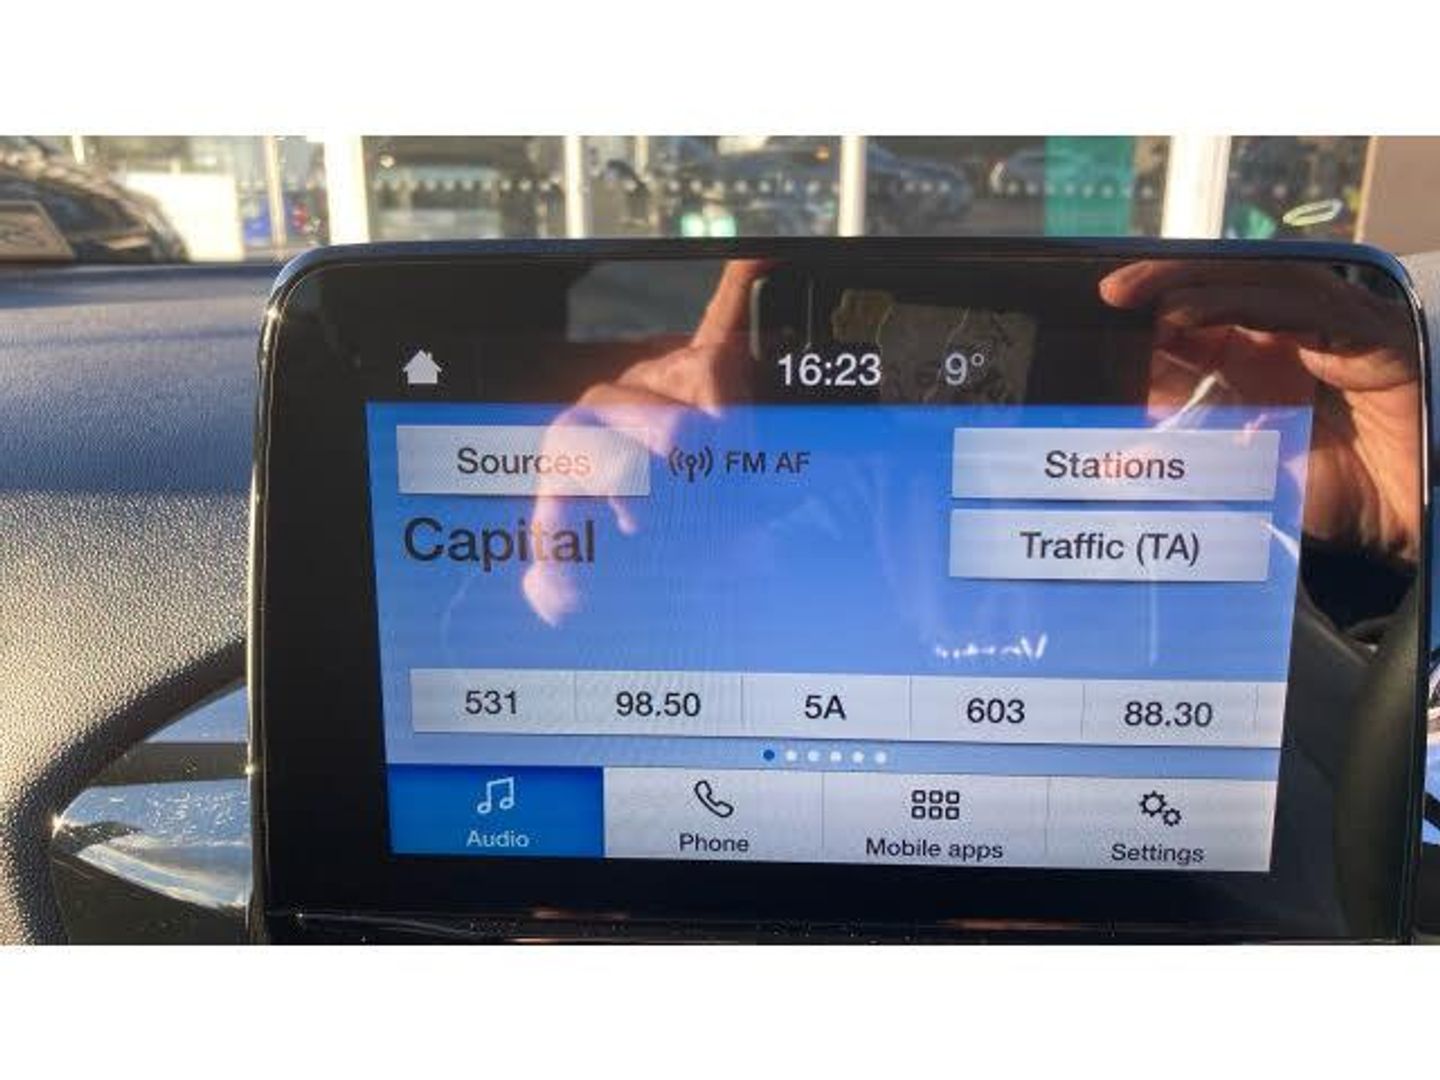 16:23 9°
Sources FM AF Stations
Capital
Traffic (TA)
531 98.50 5A 603 88.30
Audio Phone Mobile apps Settings